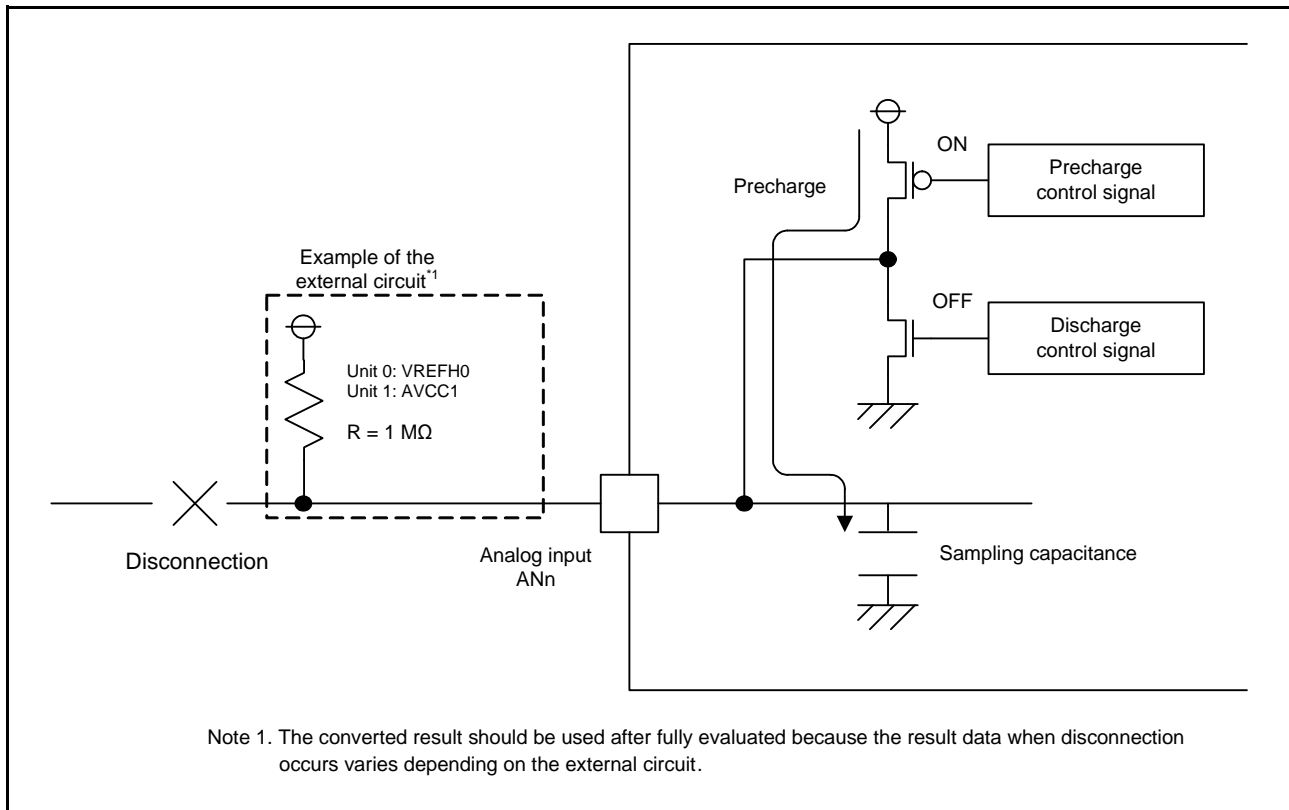 ON
Precharge
control signal
Precharge
Example of the
external circuit*1
OFF
Discharge
control signal
Unit 0: VREFH0
Unit 1: AVCC1
R = 1 MΩ
Disconnection
Analog input
ANn
Sampling capacitance
Note 1. The converted result should be used after fully evaluated because the result data when disconnection
occurs varies depending on the external circuit.